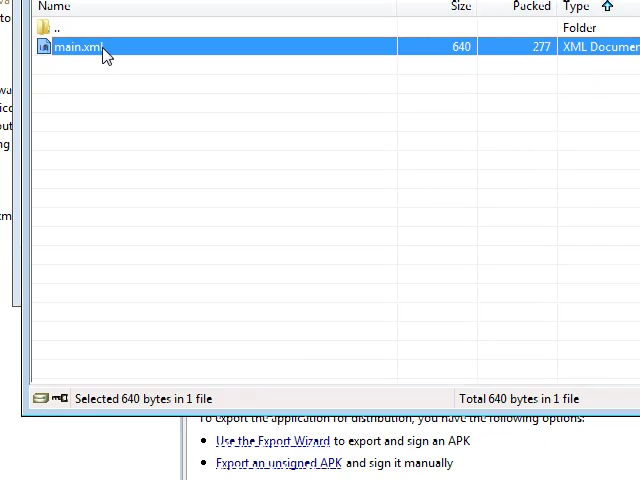 Name Size Packed Type
.. Folder
main.xml 640 277 XML Documen
Selected 640 bytes in 1 file Total 640 bytes in 1 file
To export the application for distribution, you have the following options:
Use the Export Wizard to export and sign an APK
Export an unsigned APK and sign it manually